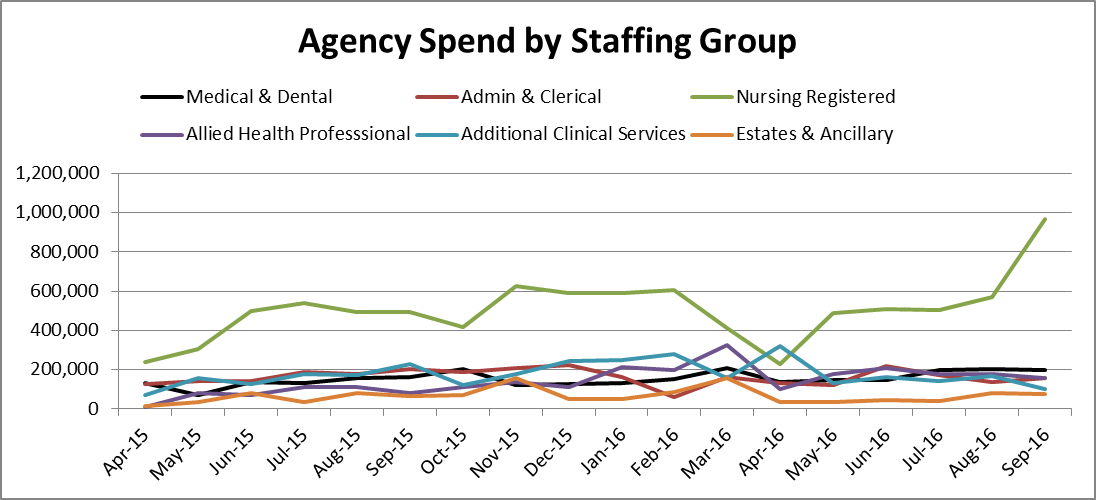 Agency Spend by Staffing Group
Medical & Dental Admin & Clerical Nursing Registered
Allied Health Professsional Additional Clinical Services Estates & Ancillary
1,200,000
1,000,000
800,000
600,000
400,000
200,000
0
Apr-15 May-15 Jun-15 Jul-15 Aug-15 Sep-15 Oct-15 Nov-15 Dec-15 Jan-16 Feb-16 Mar-16 Apr-16 May-16 Jun-16 Jul-16 Aug-16 Sep-16